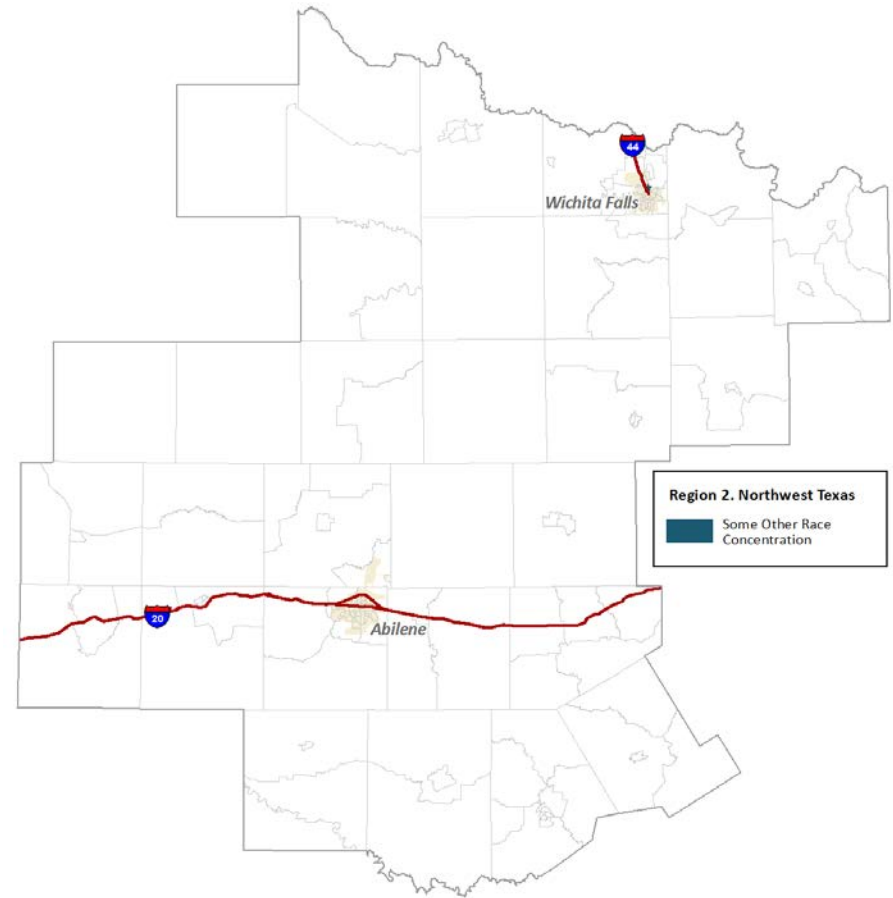 44
Wichita Falls
Region 2. Northwest Texas
Some Other Race
Concentration
20
Abilene